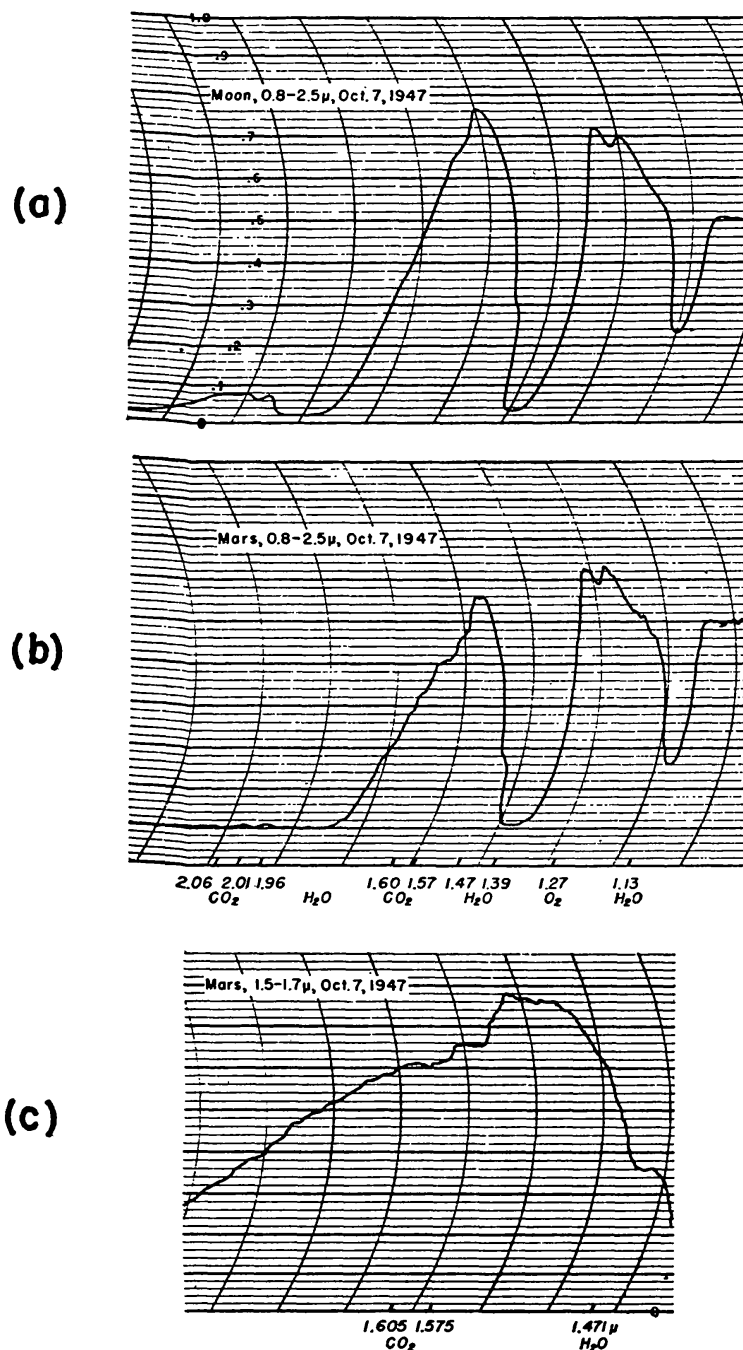 (a)
1.0
.9
Moon, 0.8-2.5μ, Oct. 7, 1947
.7
.6
.5
.4
.3
.2
.1
0
(b)
Mars, 0.8-2.5μ, Oct. 7, 1947
2.06 2.01 1.96 1.60 1.57 1.47 1.39 1.27 1.13
CO₂ H₂O CO₂ H₂O O₂ H₂O
(c)
Mars, 1.5-1.7μ, Oct. 7, 1947
0
1.605 1.575 1.471μ
CO₂ H₂O